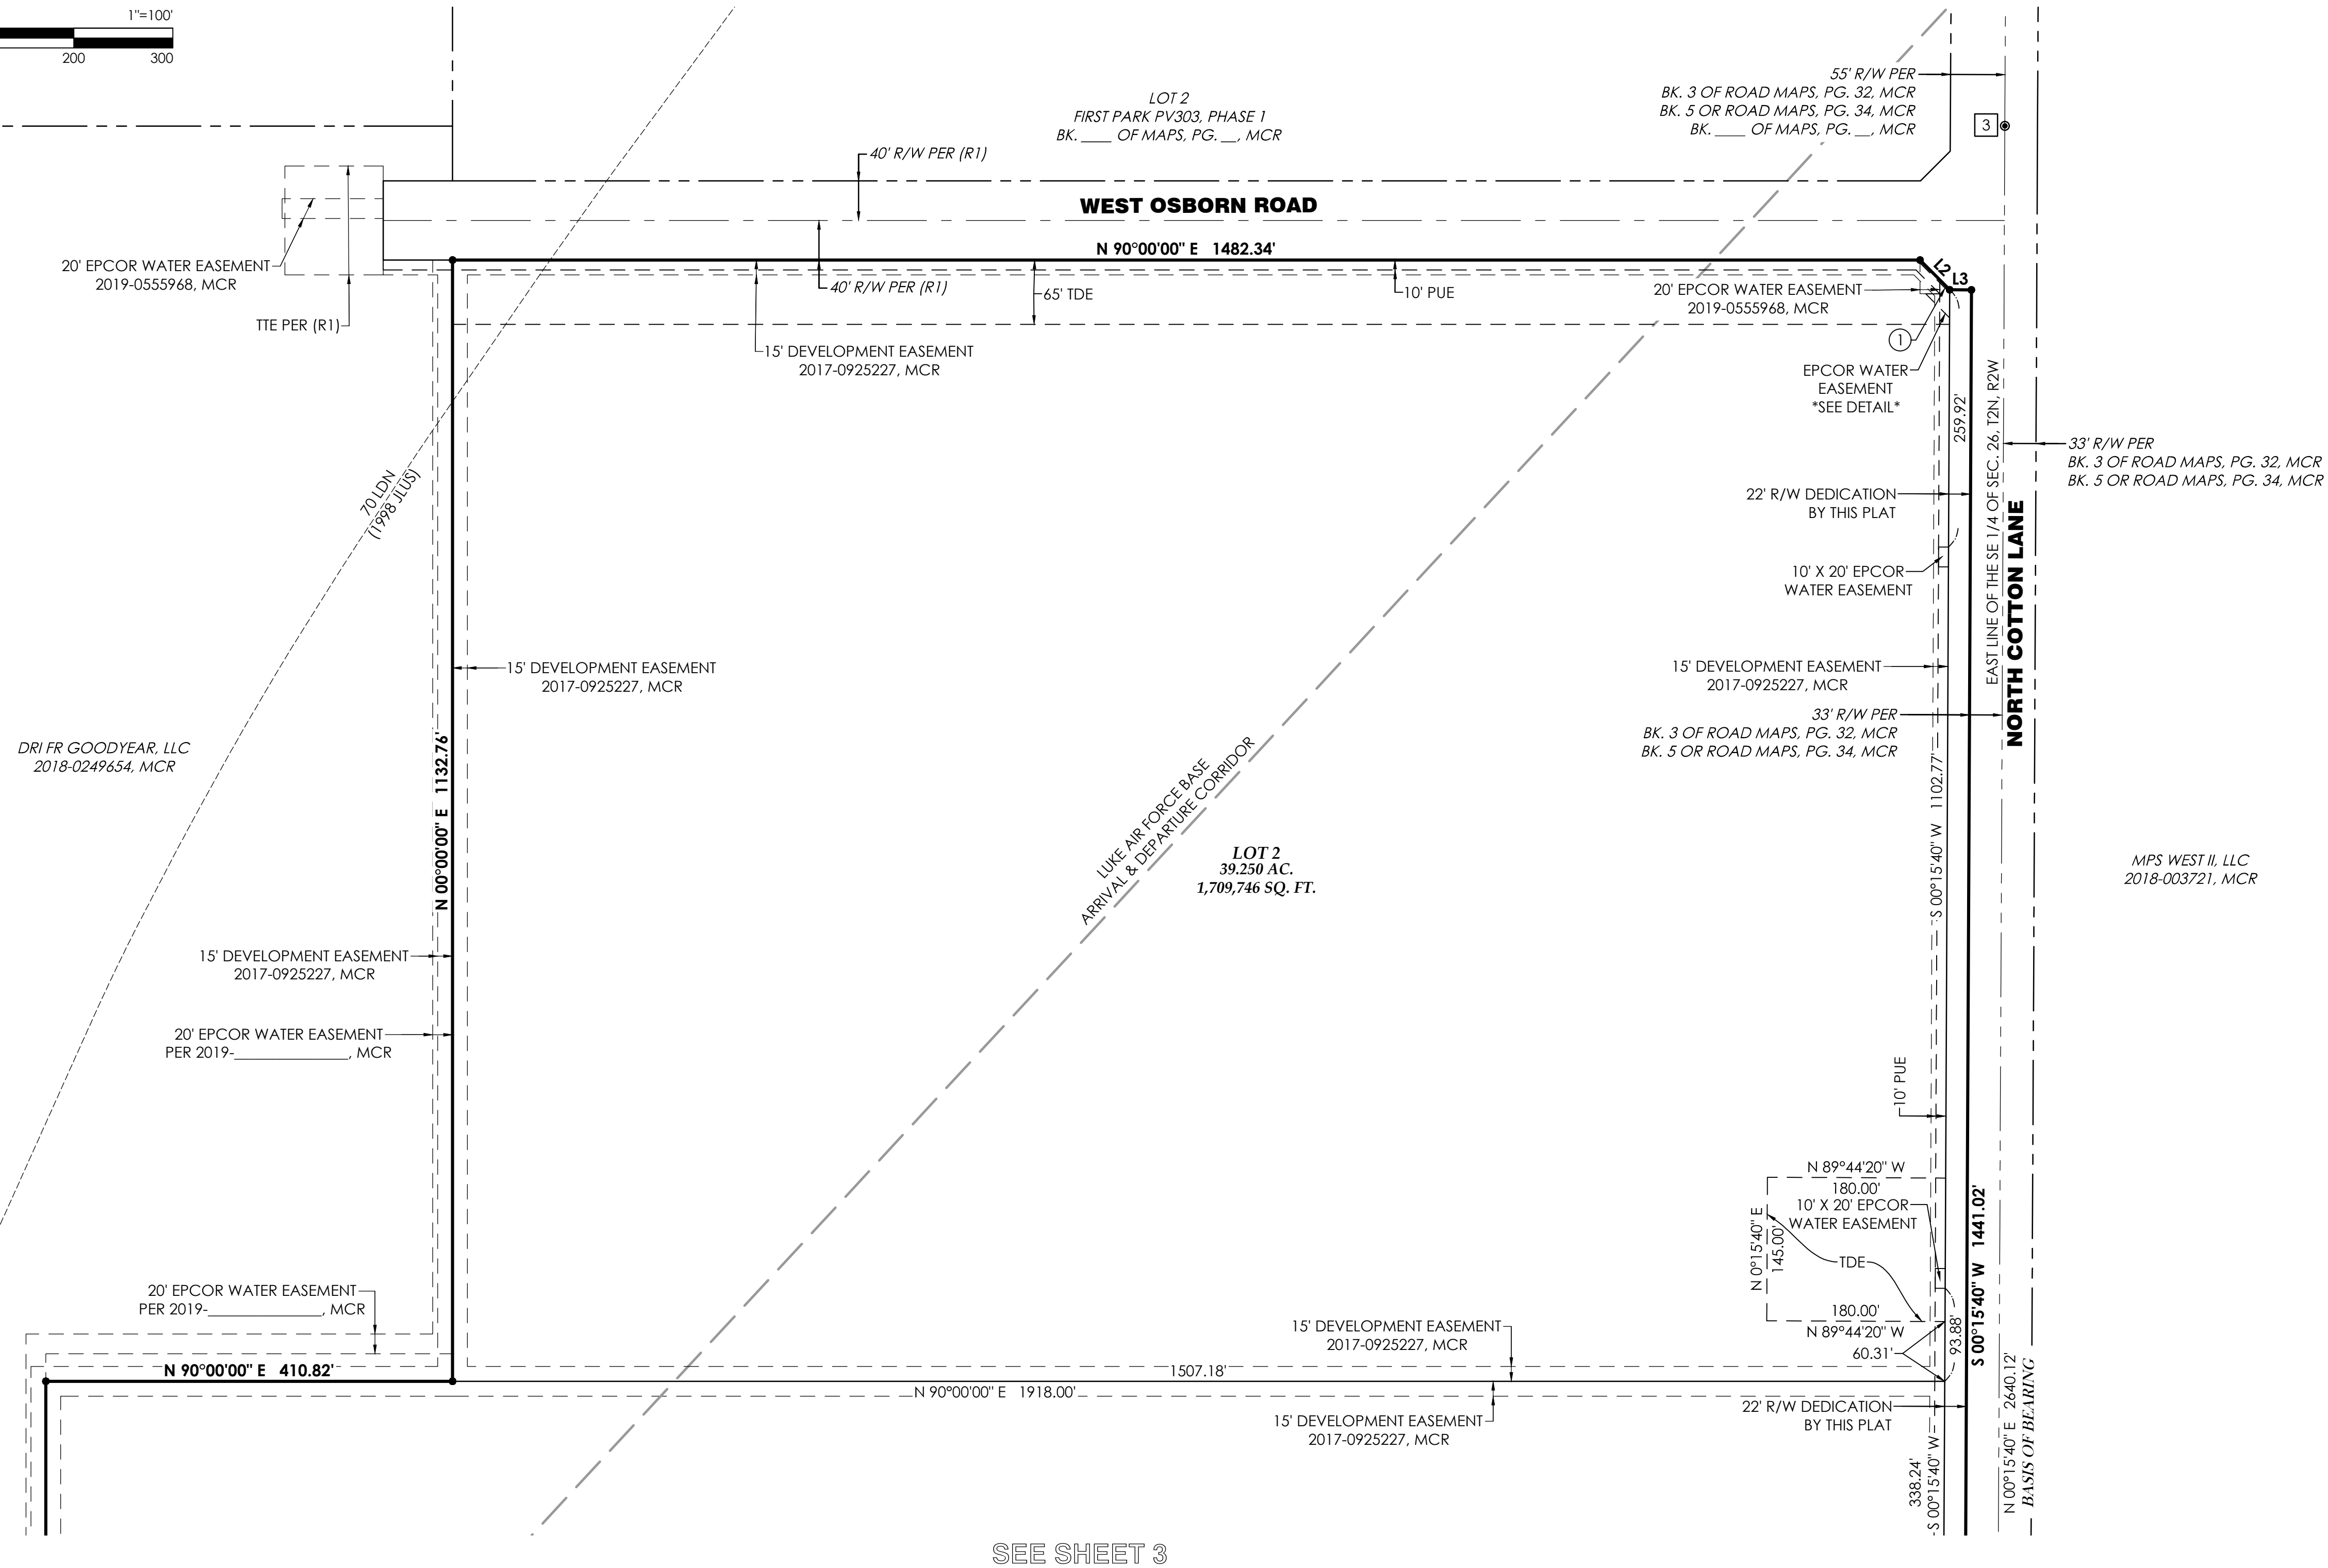 1"=100'
200 300
LOT 2
FIRST PARK PV303, PHASE 1
BK. ____ OF MAPS, PG. __, MCR
55' R/W PER
BK. 3 OF ROAD MAPS, PG. 32, MCR
BK. 5 OR ROAD MAPS, PG. 34, MCR
BK. ____ OF MAPS, PG. __, MCR
3
40' R/W PER (R1)
WEST OSBORN ROAD
N 90°00'00" E 1482.34'
20' EPCOR WATER EASEMENT
2019-0555968, MCR
TTE PER (R1)
40' R/W PER (R1)
65' TDE
10' PUE
20' EPCOR WATER EASEMENT
2019-0555968, MCR
L2
L3
1
15' DEVELOPMENT EASEMENT
2017-0925227, MCR
EPCOR WATER
EASEMENT
*SEE DETAIL*
259.92'
EAST LINE OF THE SE 1/4 OF SEC. 26, T2N, R2W
33' R/W PER
BK. 3 OF ROAD MAPS, PG. 32, MCR
BK. 5 OR ROAD MAPS, PG. 34, MCR
70 LDN
(1998 JLUS)
22' R/W DEDICATION
BY THIS PLAT
NORTH COTTON LANE
10' X 20' EPCOR
WATER EASEMENT
15' DEVELOPMENT EASEMENT
2017-0925227, MCR
15' DEVELOPMENT EASEMENT
2017-0925227, MCR
33' R/W PER
BK. 3 OF ROAD MAPS, PG. 32, MCR
BK. 5 OR ROAD MAPS, PG. 34, MCR
DRI FR GOODYEAR, LLC
2018-0249654, MCR
N 00°00'00" E 1132.76'
LUKE AIR FORCE BASE
ARRIVAL & DEPARTURE CORRIDOR
LOT 2
39.250 AC.
1,709,746 SQ. FT.
S 00°15'40" W 1102.77'
MPS WEST II, LLC
2018-003721, MCR
15' DEVELOPMENT EASEMENT
2017-0925227, MCR
20' EPCOR WATER EASEMENT
PER 2019-______________, MCR
10' PUE
N 89°44'20" W
180.00'
10' X 20' EPCOR
WATER EASEMENT
N 0°15'40" E
145.00'
TDE
180.00'
N 89°44'20" W
60.31'
93.88'
S 00°15'40" W 1441.02'
20' EPCOR WATER EASEMENT
PER 2019-______________, MCR
15' DEVELOPMENT EASEMENT
2017-0925227, MCR
N 90°00'00" E 410.82'
1507.18'
N 90°00'00" E 1918.00'
15' DEVELOPMENT EASEMENT
2017-0925227, MCR
22' R/W DEDICATION
BY THIS PLAT
338.24'
S 00°15'40" W
N 00°15'40" E 2640.12'
BASIS OF BEARING
SEE SHEET 3